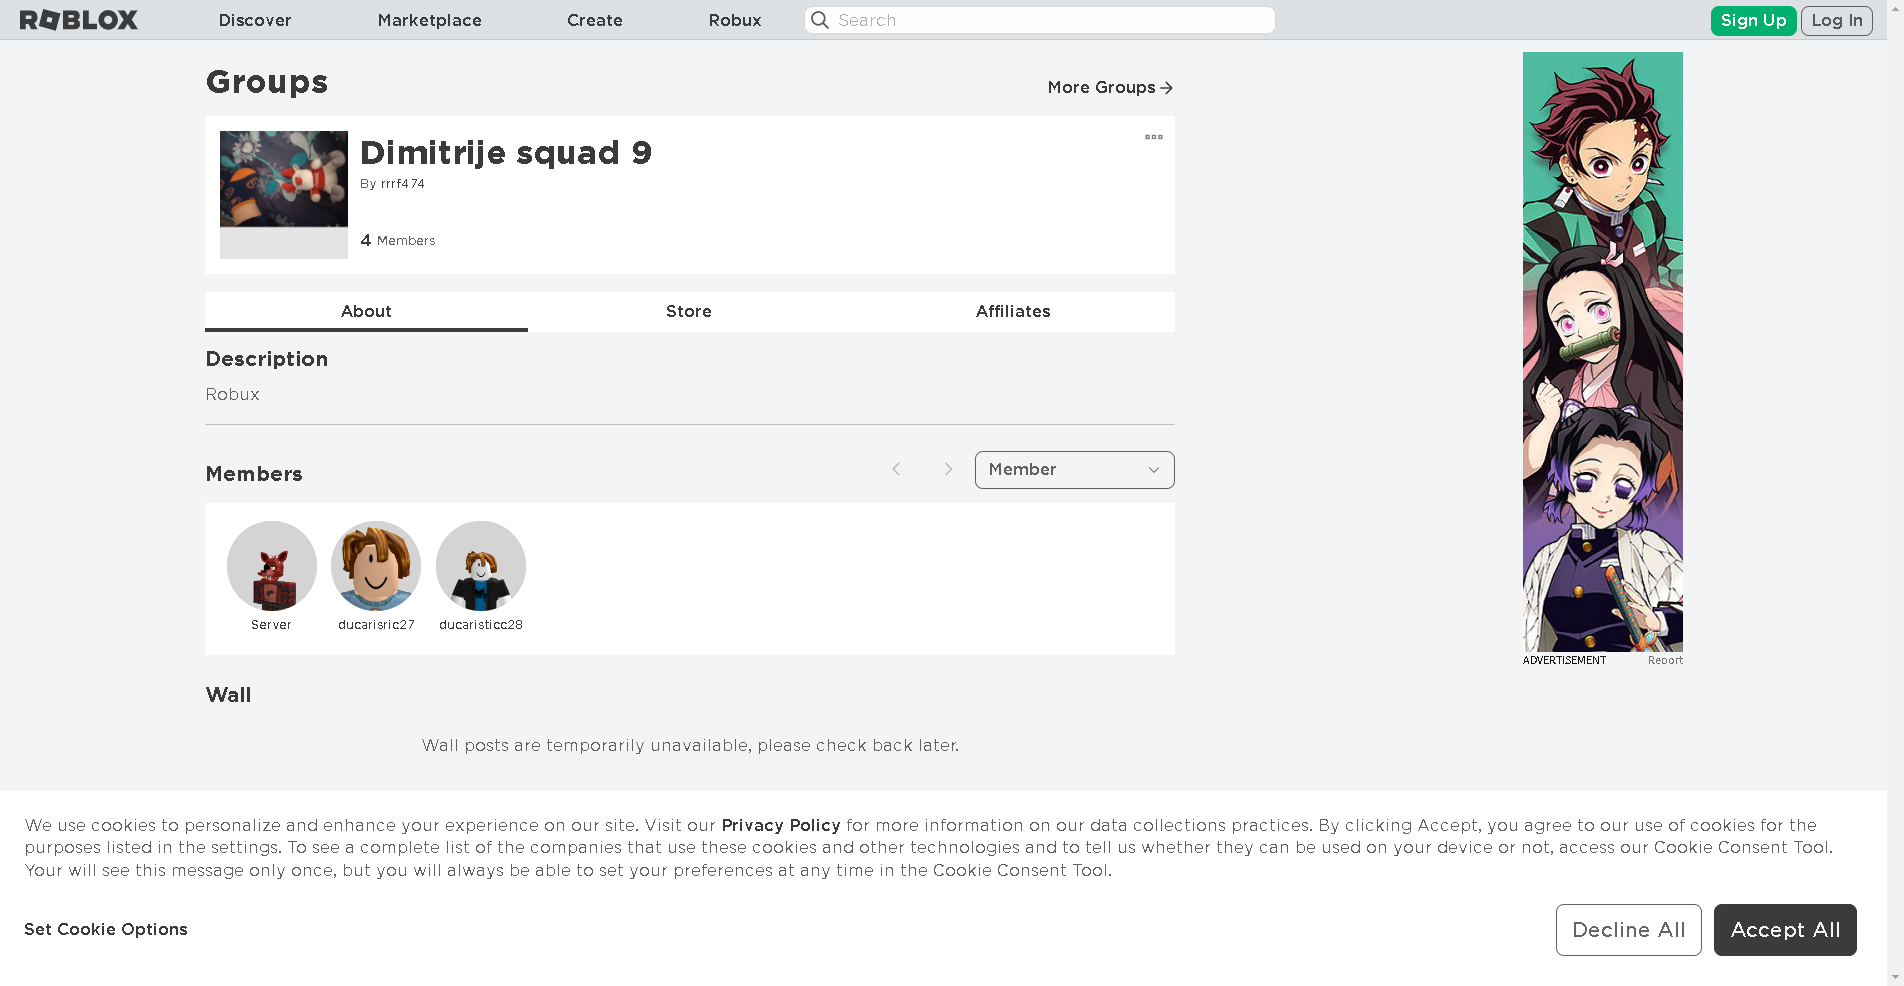 ROBLOX
Discover
Marketplace
Create
Robux
Search
Sign Up
Log In
Groups
More Groups
Dimitrije squad 9
By rrrf474
4 Members
About
Store
Affiliates
Description
Robux
Members
Member
Server
ducarisric27
ducaristicc28
ADVERTISEMENT
Report
Wall
Wall posts are temporarily unavailable, please check back later.
We use cookies to personalize and enhance your experience on our site. Visit our Privacy Policy for more information on our data collections practices. By clicking Accept, you agree to our use of cookies for the
purposes listed in the settings. To see a complete list of the companies that use these cookies and other technologies and to tell us whether they can be used on your device or not, access our Cookie Consent Tool.
Your will see this message only once, but you will always be able to set your preferences at any time in the Cookie Consent Tool.
Set Cookie Options
Decline All
Accept All